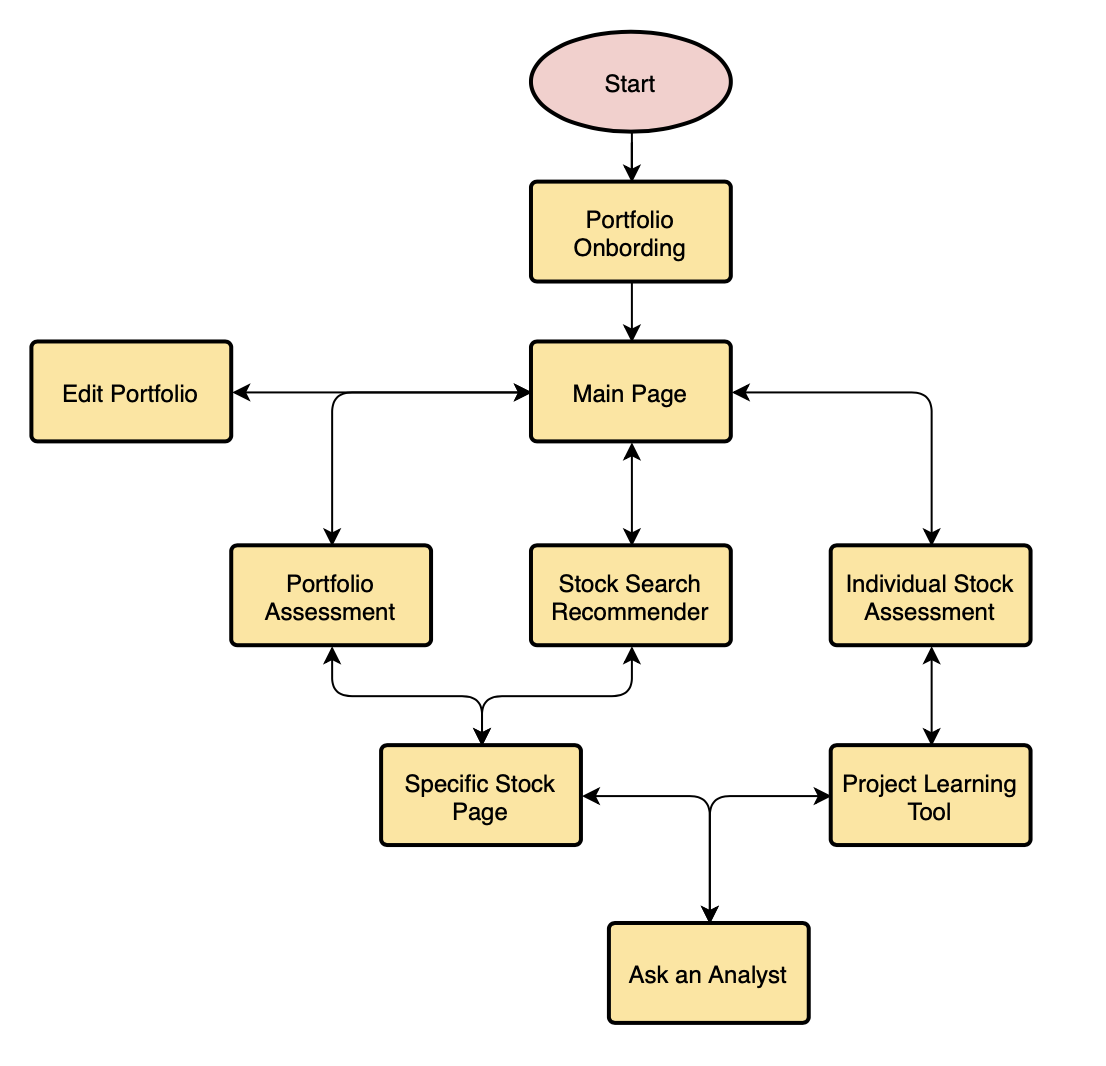 Start
Portfolio
Onbording
Edit Portfolio
Main Page
Portfolio
Assessment
Stock Search
Recommender
Individual Stock
Assessment
Specific Stock
Page
Project Learning
Tool
Ask an Analyst